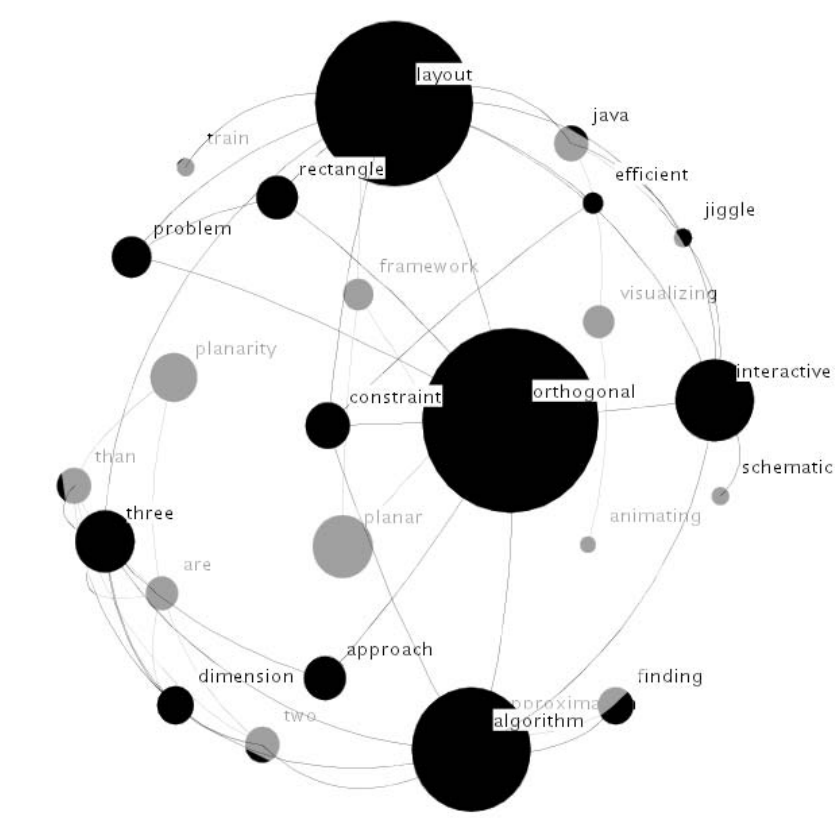 layout
java
train
rectangle
efficient
jiggle
problem
framework
visualizing
planarity
interactive
constraint
orthogonal
than
schematic
three
planar
animating
are
approach
dimension
finding
two
algorithm